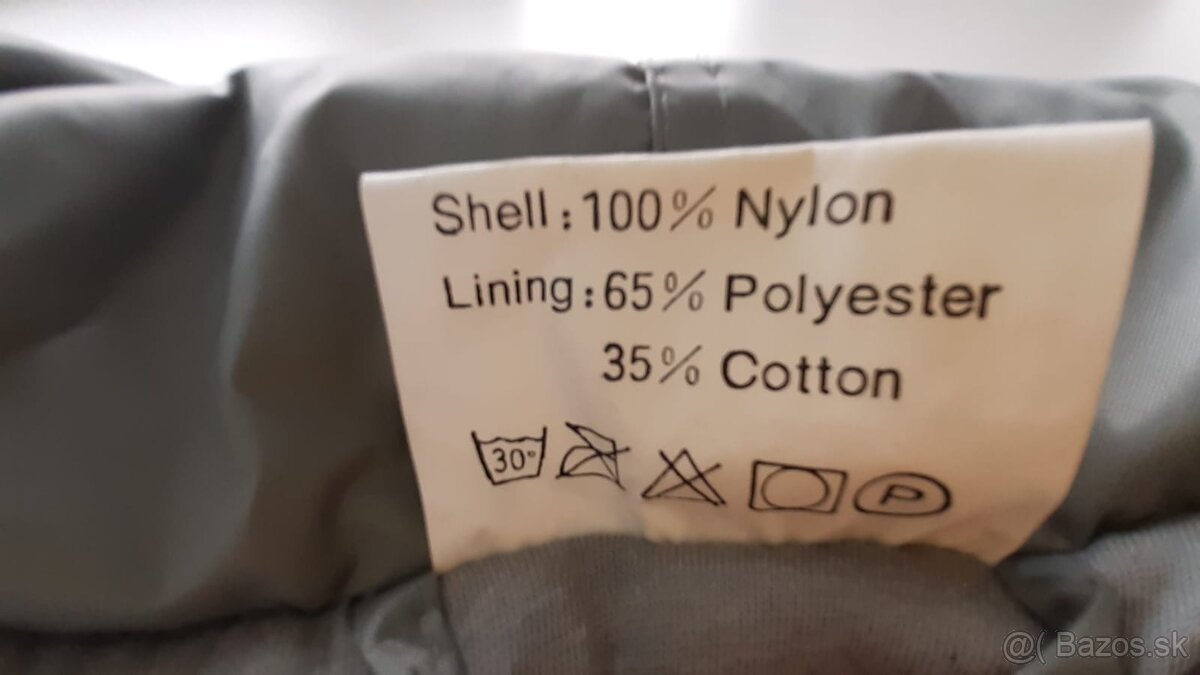 Shell: 100% Nylon
Lining: 65% Polyester
35% Cotton
30°
P
@( Bazos.sk